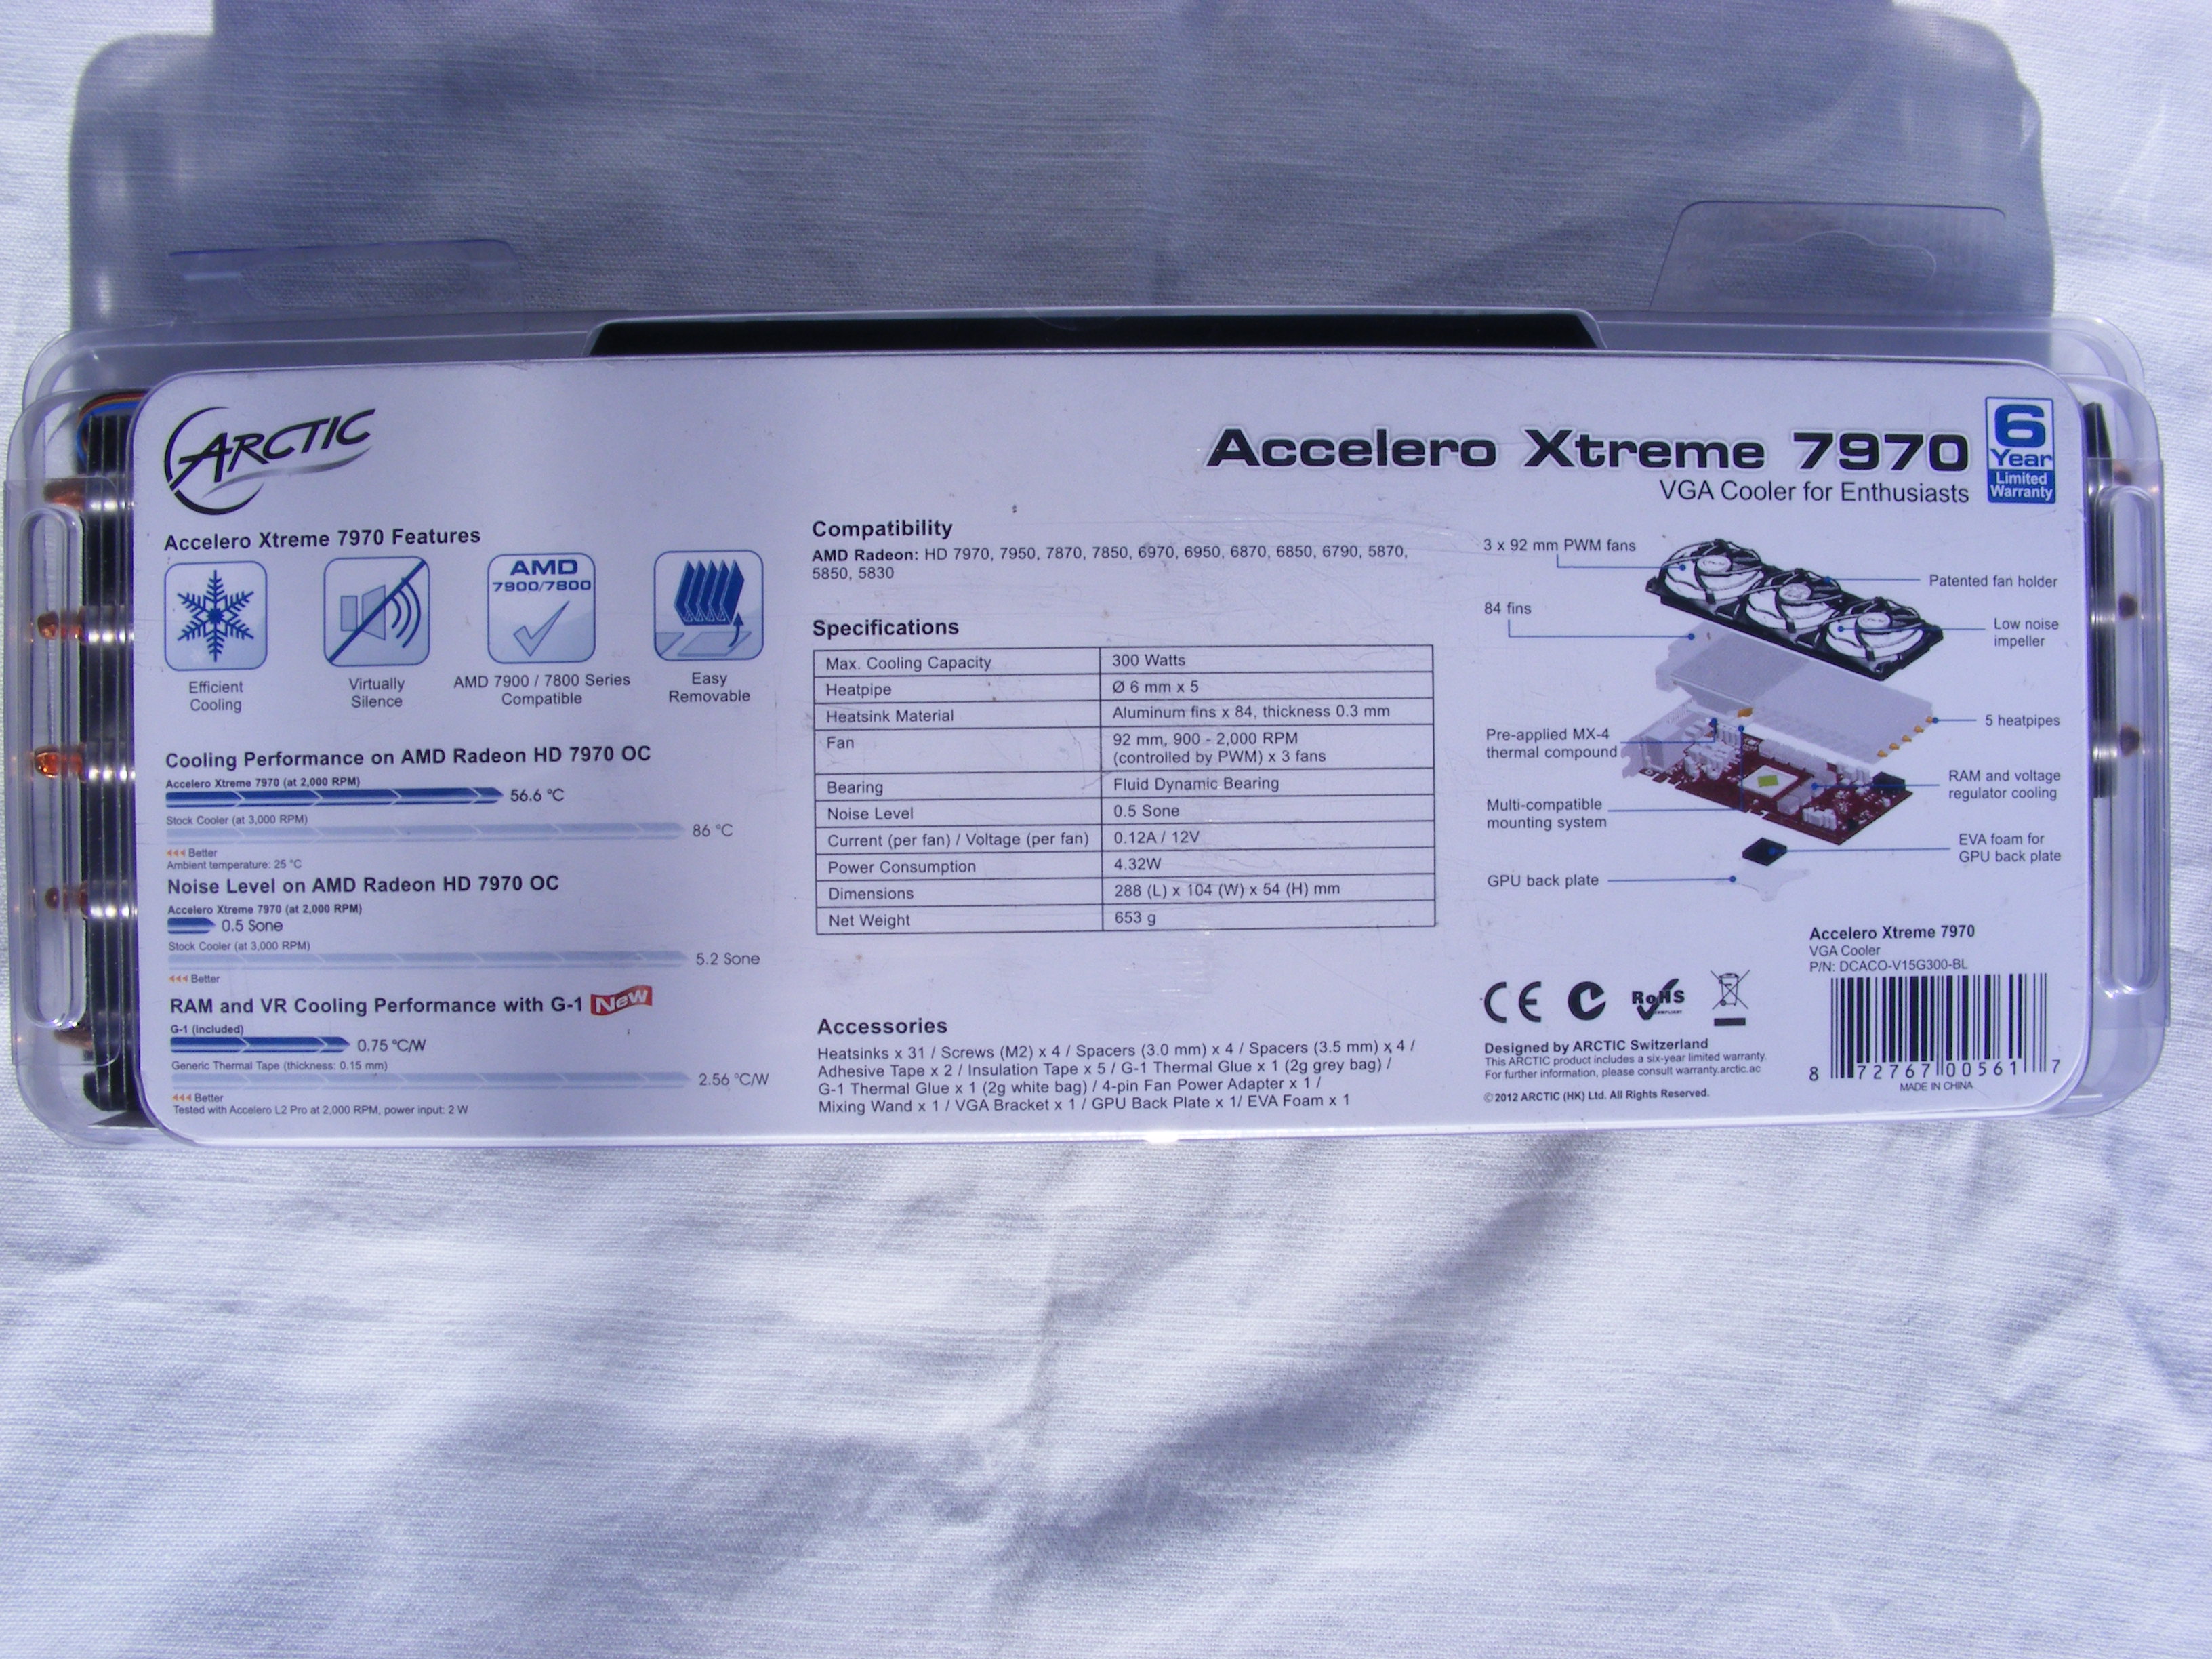 ARCTIC
Accelero Xtreme 7970
VGA Cooler for Enthusiasts
6
Year
Limited
Warranty
Accelero Xtreme 7970 Features
AMD
7900/7800
Efficient
Cooling
Virtually
Silence
AMD 7900 / 7800 Series
Compatible
Easy
Removable
Cooling Performance on AMD Radeon HD 7970 OC
Accelero Xtreme 7970 (at 2,000 RPM)
56.6 °C
Stock Cooler (at 3,000 RPM)
86 °C
Better
Ambient temperature: 25 °C
Noise Level on AMD Radeon HD 7970 OC
Accelero Xtreme 7970 (at 2,000 RPM)
0.5 Sone
Stock Cooler (at 3,000 RPM)
5.2 Sone
Better
RAM and VR Cooling Performance with G-1 New
G-1 (included)
0.75 °C/W
Generic Thermal Tape (thickness: 0.15 mm)
2.56 °C/W
Better
Tested with Accelero L2 Pro at 2,000 RPM, power input: 2 W
Compatibility
AMD Radeon: HD 7970, 7950, 7870, 7850, 6970, 6950, 6870, 6850, 6790, 5870,
5850, 5830
Specifications
Max. Cooling Capacity 300 Watts
Heatpipe Ø 6 mm x 5
Heatsink Material Aluminum fins x 84, thickness 0.3 mm
Fan 92 mm, 900 - 2,000 RPM
(controlled by PWM) x 3 fans
Bearing Fluid Dynamic Bearing
Noise Level 0.5 Sone
Current (per fan) / Voltage (per fan) 0.12A / 12V
Power Consumption 4.32W
Dimensions 288 (L) x 104 (W) x 54 (H) mm
Net Weight 653 g
Accessories
Heatsinks x 31 / Screws (M2) x 4 / Spacers (3.0 mm) x 4 / Spacers (3.5 mm) x 4 /
Adhesive Tape x 2 / Insulation Tape x 5 / G-1 Thermal Glue x 1 (2g grey bag) /
G-1 Thermal Glue x 1 (2g white bag) / 4-pin Fan Power Adapter x 1 /
Mixing Wand x 1 / VGA Bracket x 1 / GPU Back Plate x 1/ EVA Foam x 1
3 x 92 mm PWM fans
Patented fan holder
84 fins
Low noise
impeller
5 heatpipes
Pre-applied MX-4
thermal compound
RAM and voltage
regulator cooling
Multi-compatible
mounting system
EVA foam for
GPU back plate
GPU back plate
CE
RoHS
COMPLIANT
Designed by ARCTIC Switzerland
This ARCTIC product includes a six-year limited warranty.
For further information, please consult warranty.arctic.ac
©2012 ARCTIC (HK) Ltd. All Rights Reserved.
Accelero Xtreme 7970
VGA Cooler
P/N: DCACO-V15G300-BL
8 72767 00561 7
MADE IN CHINA